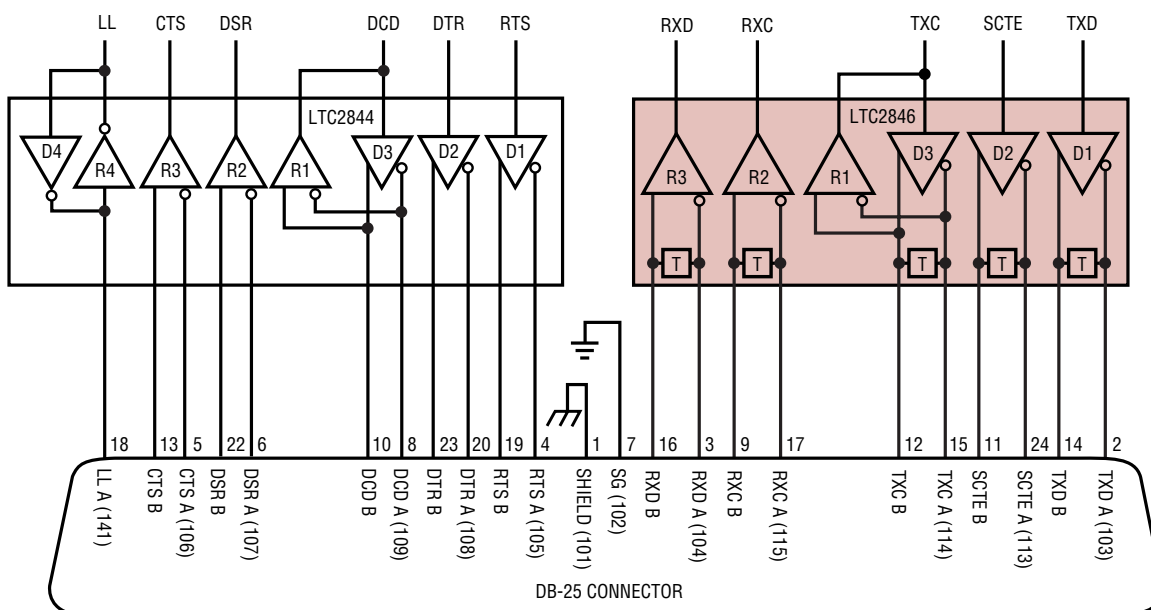 LL CTS DSR DCD DTR RTS RXD RXC TXC SCTE TXD
LTC2844 LTC2846
D4 R4 R3 R2 R1 D3 D2 D1 R3 R2 R1 D3 D2 D1
T T T T T
18 13 5 22 6 10 8 23 20 19 4 1 7 16 3 9 17 12 15 11 24 14 2
LL A (141)
CTS B
CTS A (106)
DSR B
DSR A (107)
DCD B
DCD A (109)
DTR B
DTR A (108)
RTS B
RTS A (105)
SHIELD (101)
SG (102)
RXD B
RXD A (104)
RXC B
RXC A (115)
TXC B
TXC A (114)
SCTE B
SCTE A (113)
TXD B
TXD A (103)
DB-25 CONNECTOR